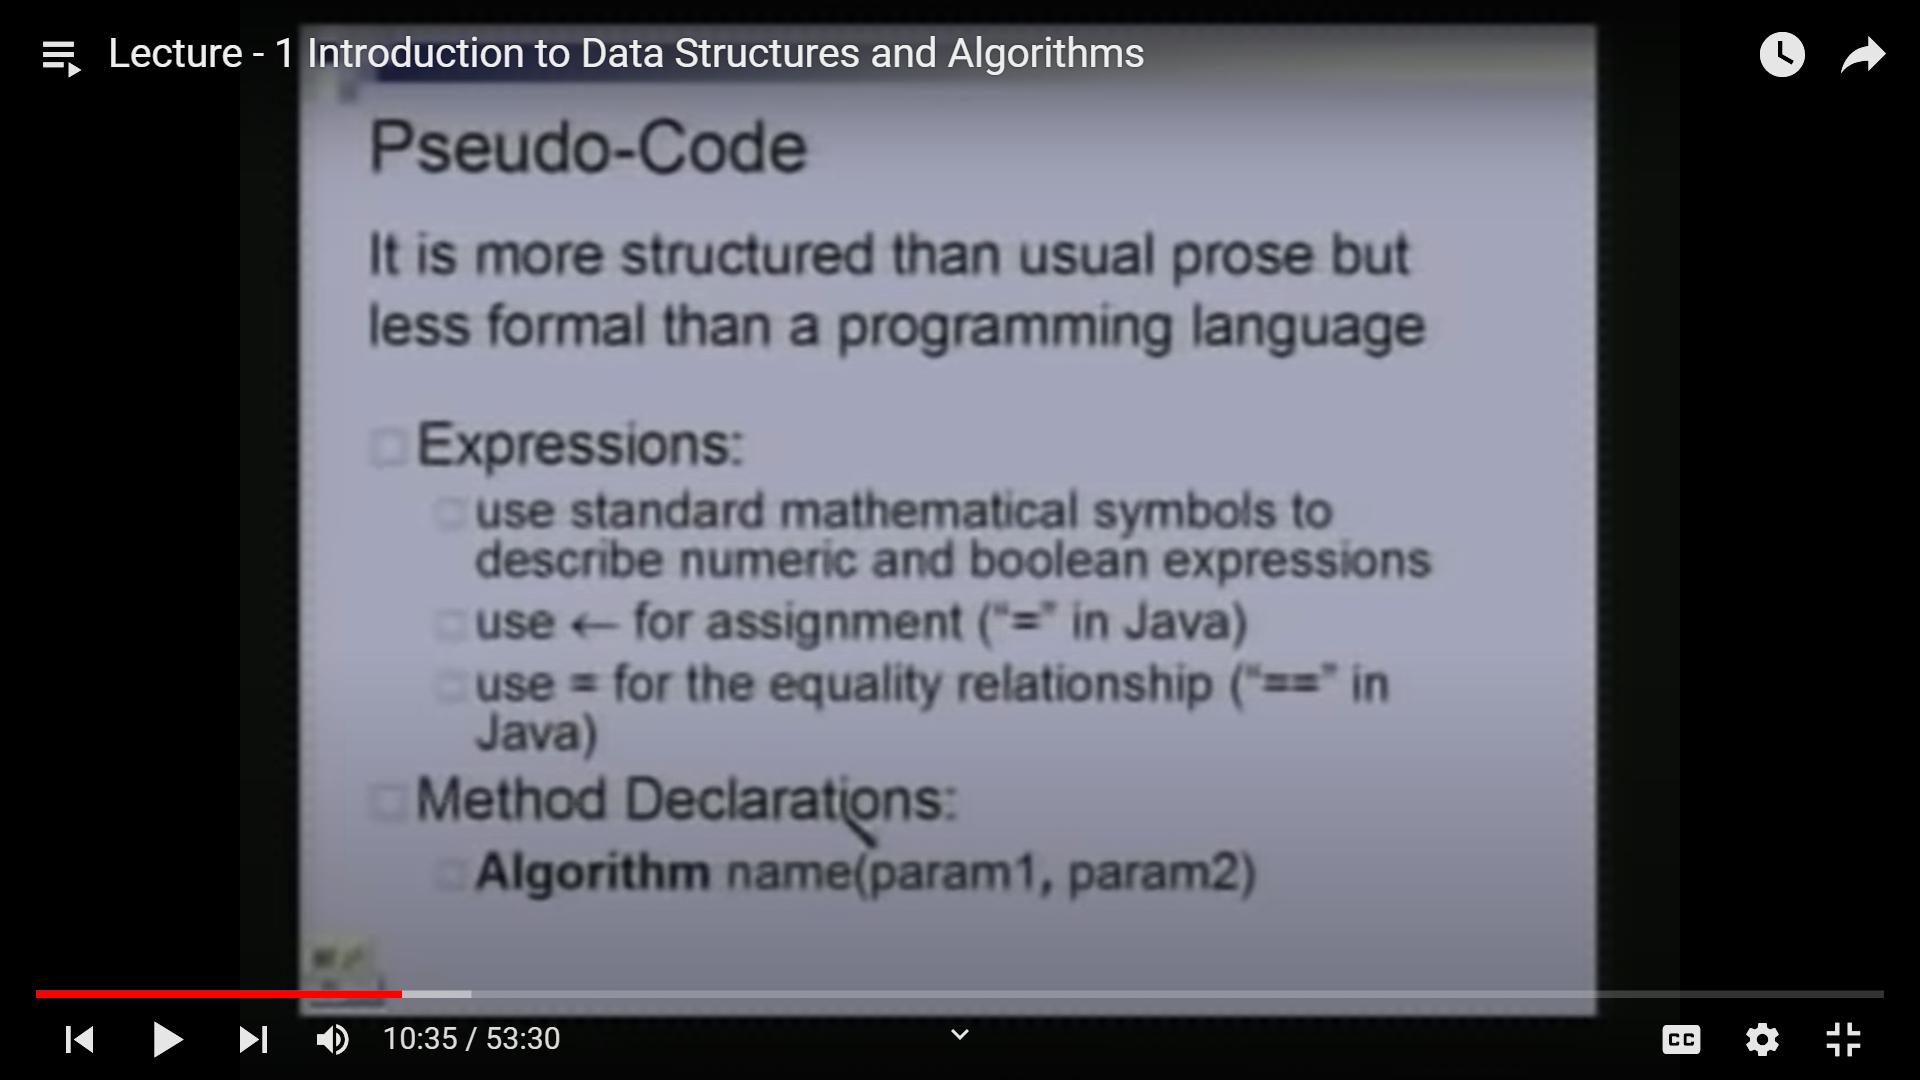 Lecture - 1 Introduction to Data Structures and Algorithms
Pseudo-Code
It is more structured than usual prose but
less formal than a programming language
Expressions:
use standard mathematical symbols to
describe numeric and boolean expressions
use ← for assignment (“=” in Java)
use = for the equality relationship (“==” in
Java)
Method Declarations:
Algorithm name(param1, param2)
10:35 / 53:30
CC